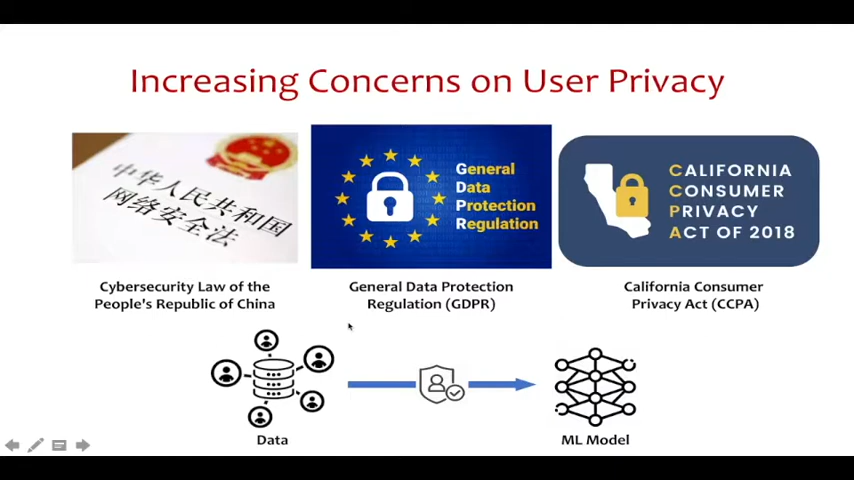 Increasing Concerns on User Privacy
中华人民共和国
网络安全法
General
Data
Protection
Regulation
CALIFORNIA
CONSUMER
PRIVACY
ACT OF 2018
Cybersecurity Law of the
People's Republic of China
General Data Protection
Regulation (GDPR)
California Consumer
Privacy Act (CCPA)
Data
ML Model